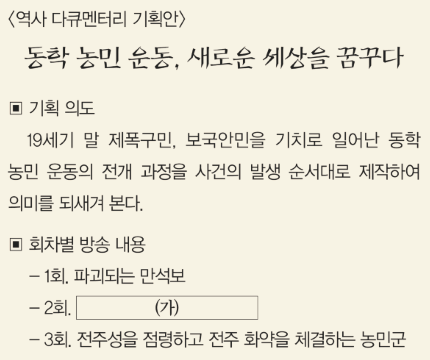 〈역사 다큐멘터리 기획안〉
동학 농민 운동, 새로운 세상을 꿈꾸다
▣ 기획 의도
19세기 말 제폭구민, 보국안민을 기치로 일어난 동학
농민 운동의 전개 과정을 사건의 발생 순서대로 제작하여
의미를 되새겨 본다.
▣ 회차별 방송 내용
- 1회. 파괴되는 만석보
- 2회. (가)
- 3회. 전주성을 점령하고 전주 화약을 체결하는 농민군